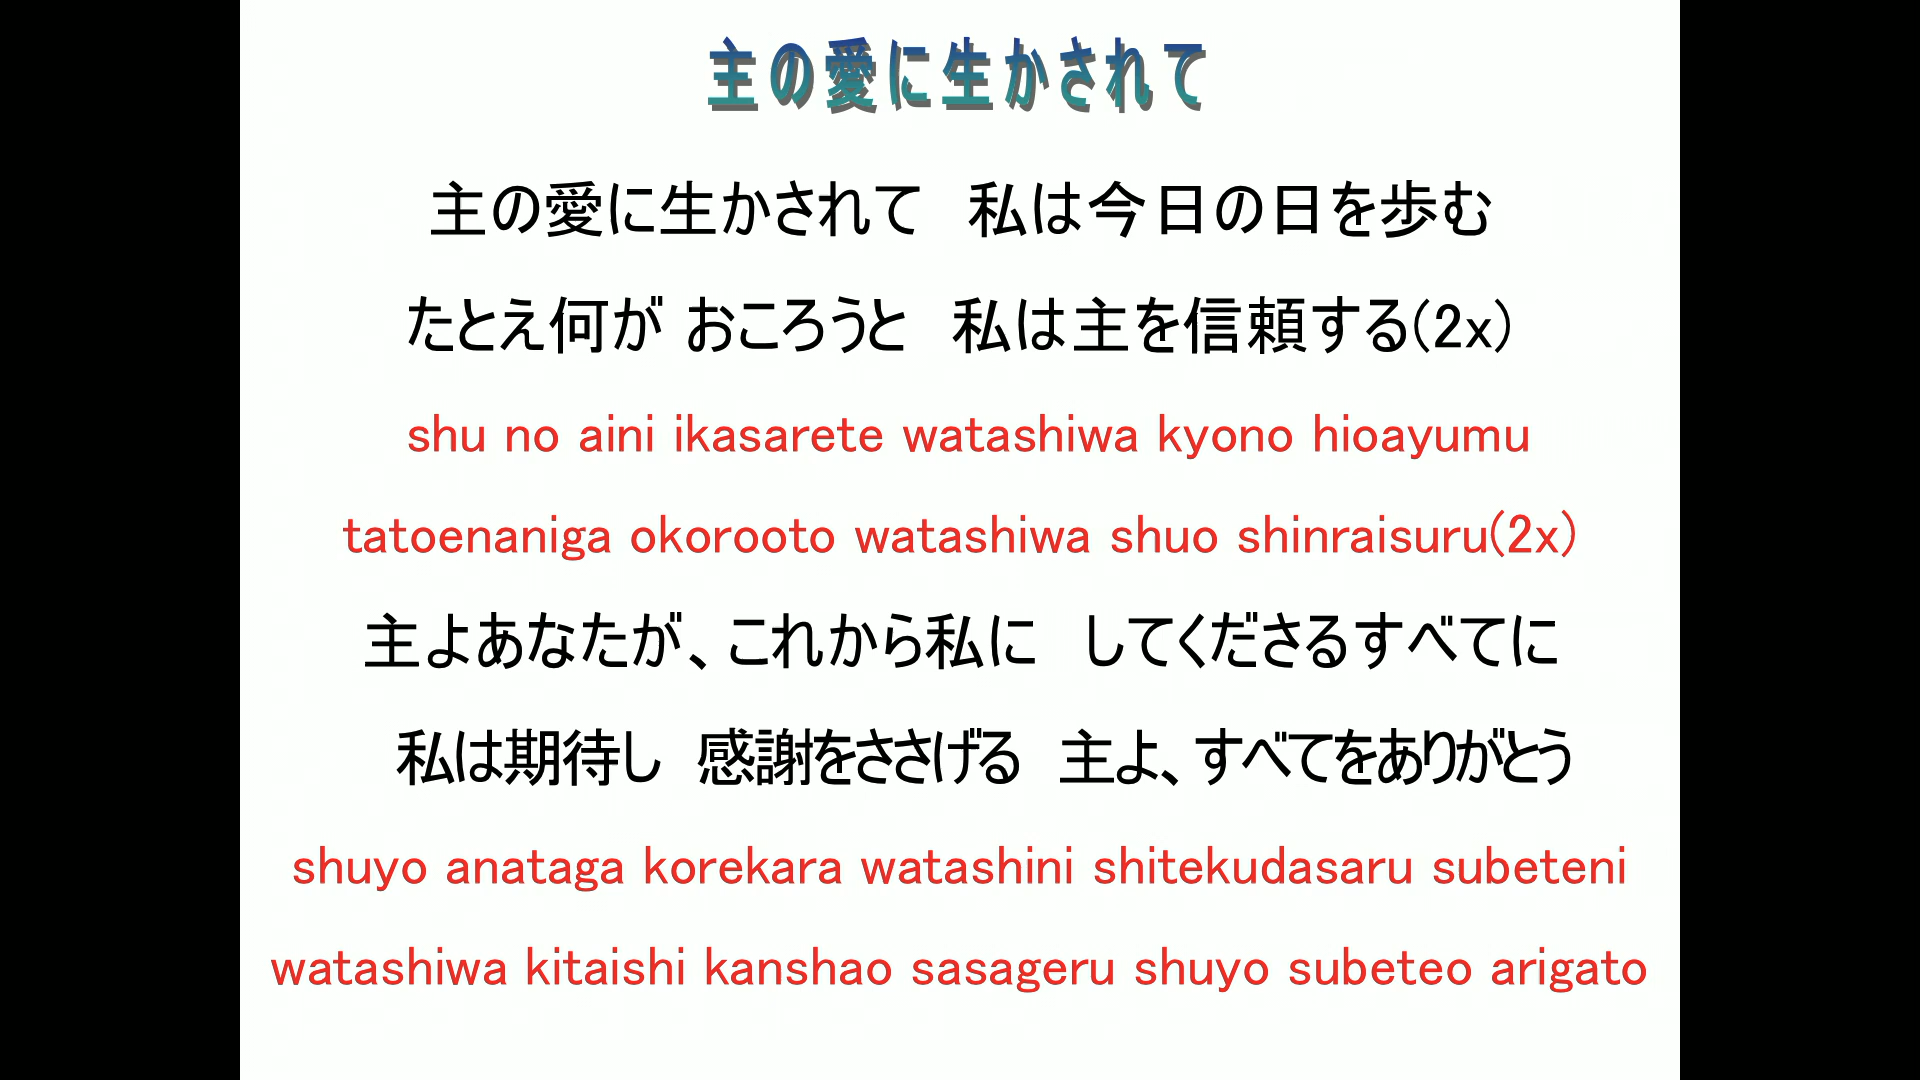 主の愛に生かされて
主の愛に生かされて　私は今日の日を歩む
たとえ何が おころうと　私は主を信頼する(2x)
shu no aini ikasarete watashiwa kyono hioayumu
tatoenaniga okorooto watashiwa shuo shinraisuru(2x)
主よあなたが、これから私に　してくださるすべてに
私は期待し　感謝をささげる　主よ、すべてをありがとう
shuyo anataga korekara watashini shitekudasaru subeteni
watashiwa kitaishi kanshao sasageru shuyo subeteo arigato